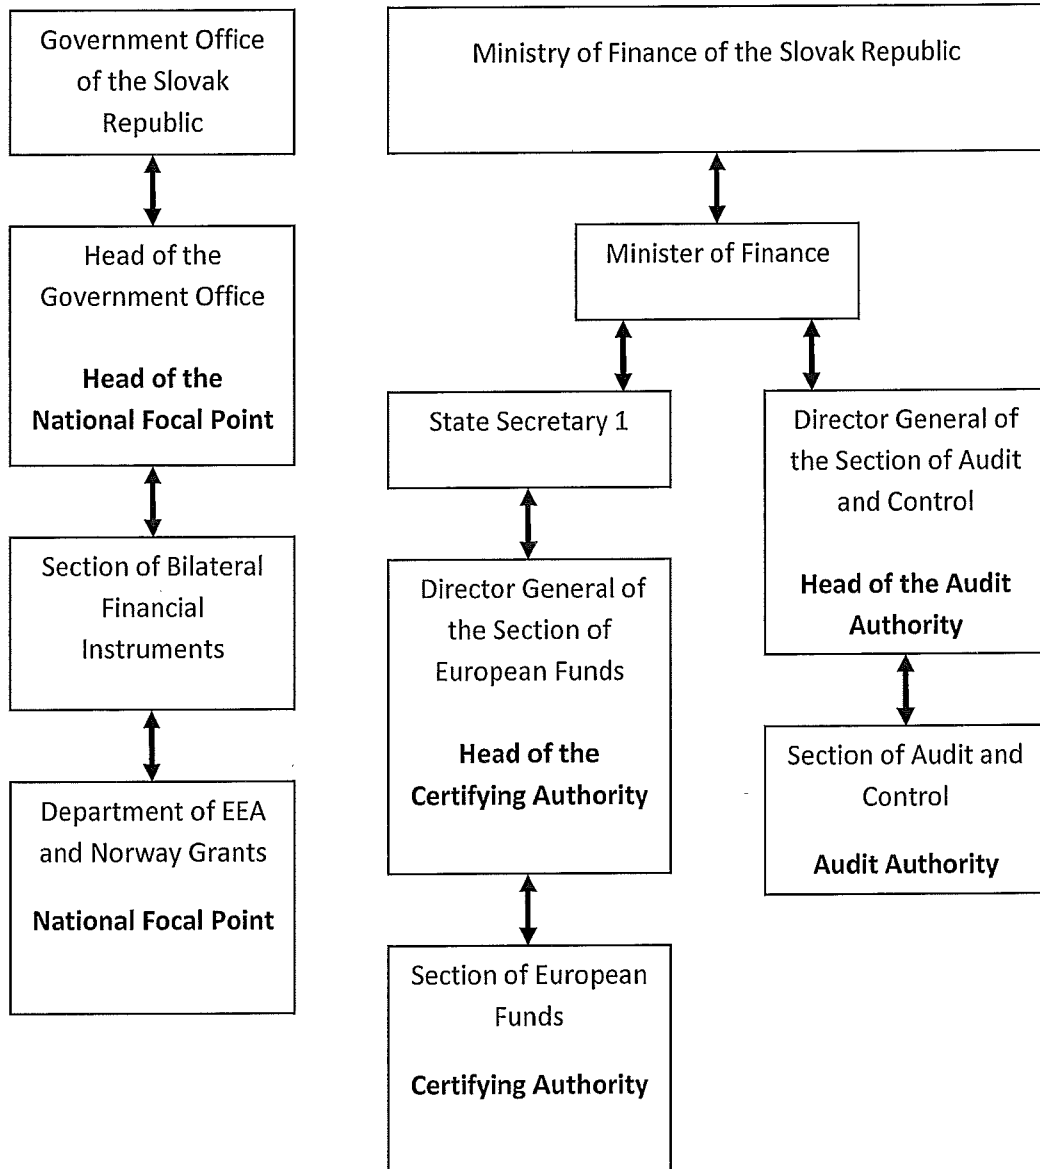 Government Office
of the Slovak
Republic
Head of the
Government Office
Head of the
National Focal Point
Section of Bilateral
Financial
Instruments
Department of EEA
and Norway Grants
National Focal Point
Ministry of Finance of the Slovak Republic
Minister of Finance
State Secretary 1
Director General of
the Section of
European Funds
Head of the
Certifying Authority
Section of European
Funds
Certifying Authority
Director General of
the Section of Audit
and Control
Head of the Audit
Authority
Section of Audit and
Control
Audit Authority